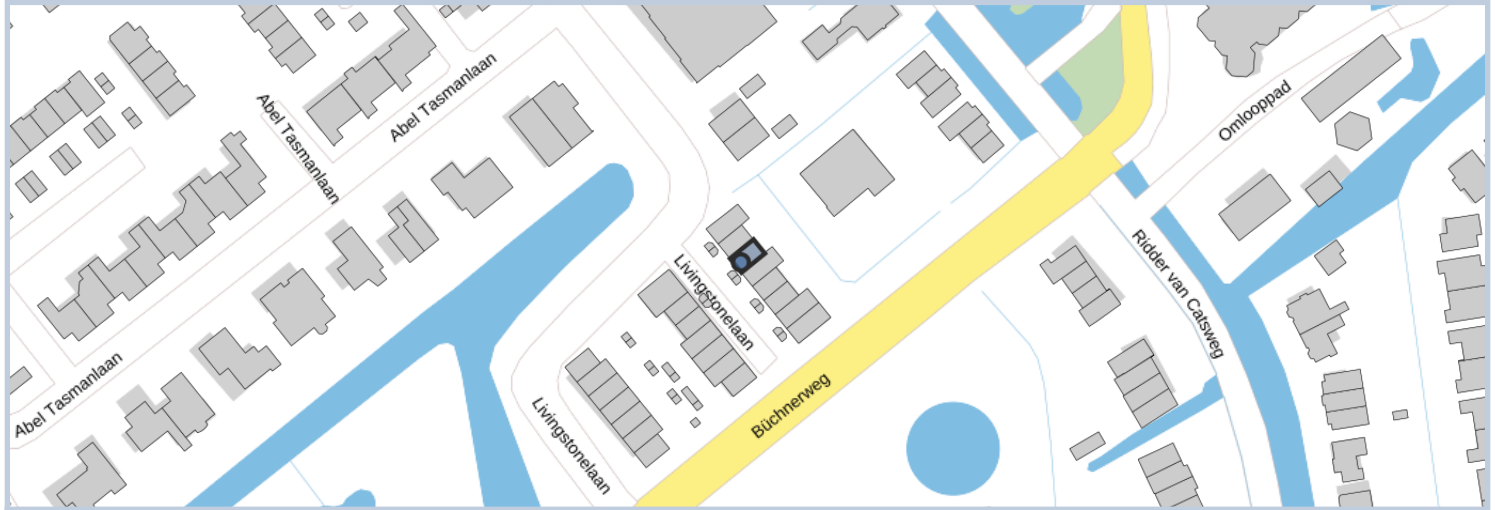 Abel Tasmanlaan
Abel Tasmanlaan
Omlooppad
Livingstonelaan
Ridder van Catsweg
Abel Tasmanlaan
Büchnerweg
Livingstonelaan